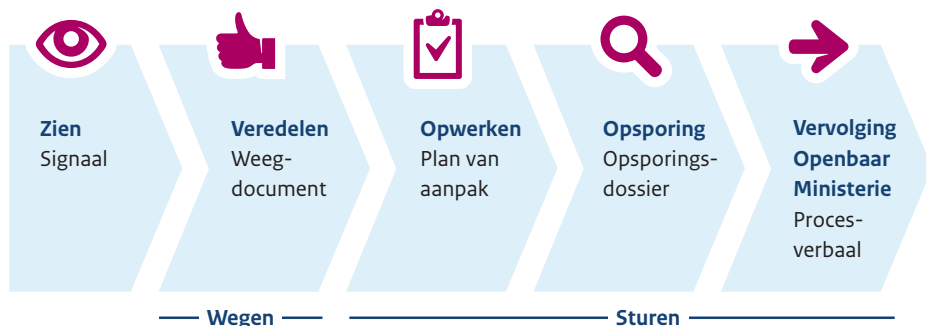 Zien
Signaal
Veredelen
Weeg-
document
Opwerken
Plan van
aanpak
Opsporing
Opsporings-
dossier
Vervolging
Openbaar
Ministerie
Proces-
verbaal
Wegen
Sturen